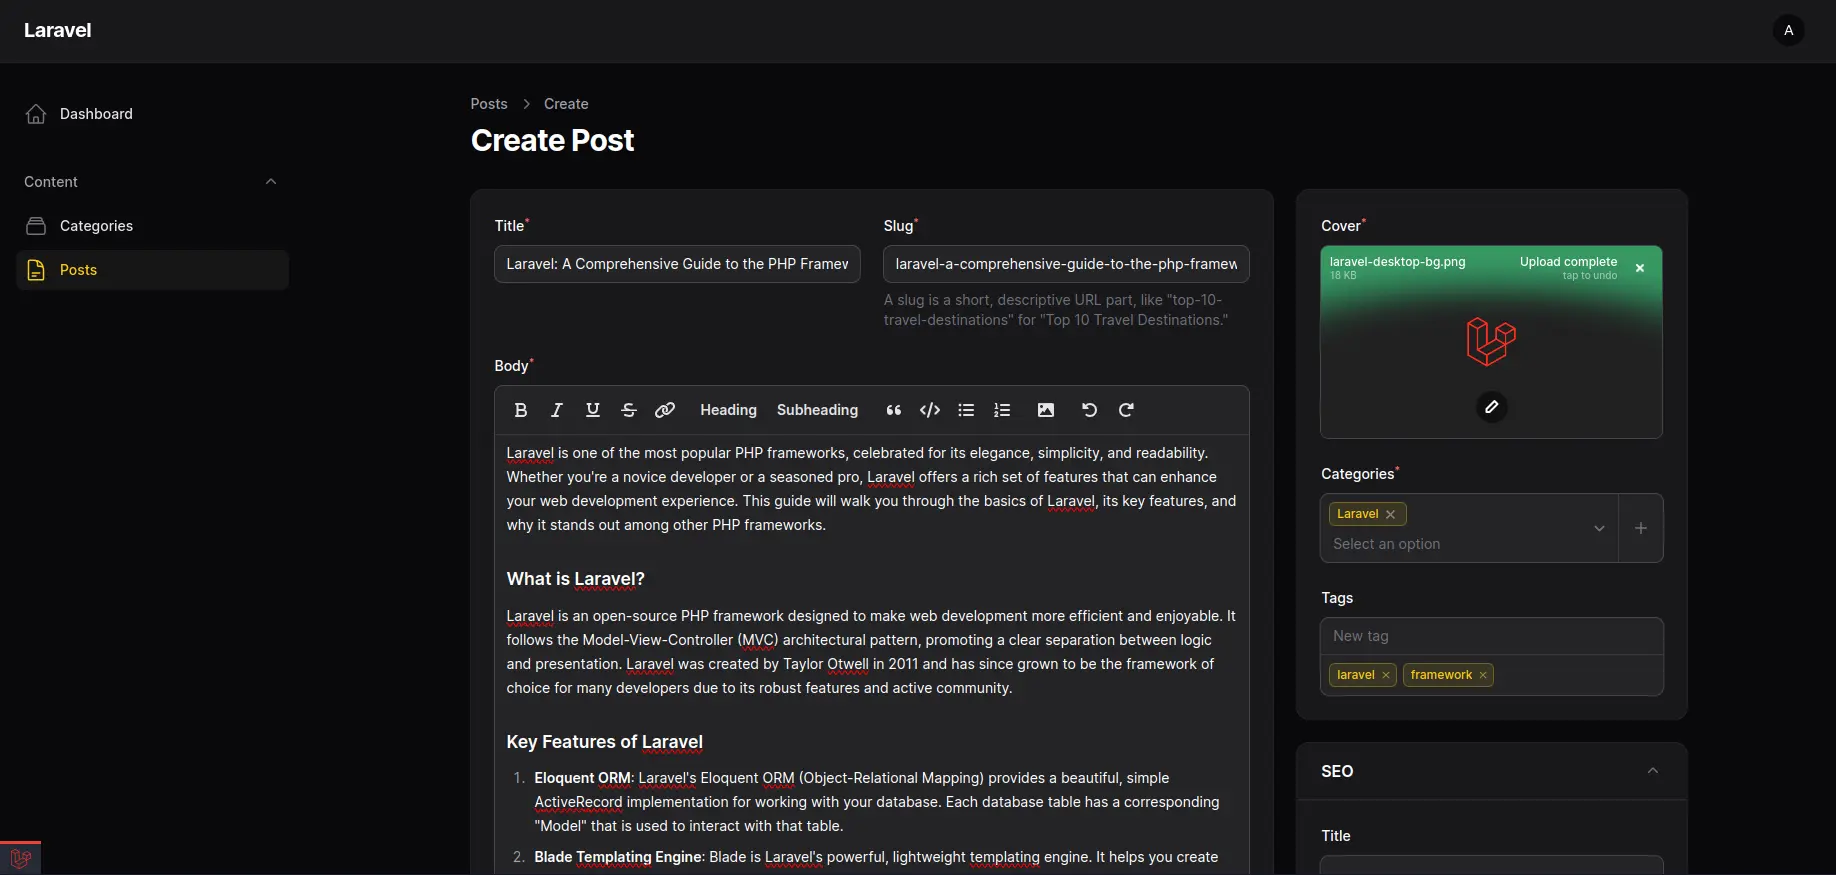 Laravel
A
Dashboard
Content
Categories
Posts
Posts > Create
Create Post
Title*
Laravel: A Comprehensive Guide to the PHP Framew
Slug*
laravel-a-comprehensive-guide-to-the-php-framew
A slug is a short, descriptive URL part, like "top-10-
travel-destinations" for "Top 10 Travel Destinations."
Body*
Heading Subheading
Laravel is one of the most popular PHP frameworks, celebrated for its elegance, simplicity, and readability.
Whether you're a novice developer or a seasoned pro, Laravel offers a rich set of features that can enhance
your web development experience. This guide will walk you through the basics of Laravel, its key features, and
why it stands out among other PHP frameworks.
What is Laravel?
Laravel is an open-source PHP framework designed to make web development more efficient and enjoyable. It
follows the Model-View-Controller (MVC) architectural pattern, promoting a clear separation between logic
and presentation. Laravel was created by Taylor Otwell in 2011 and has since grown to be the framework of
choice for many developers due to its robust features and active community.
Key Features of Laravel
1. Eloquent ORM: Laravel's Eloquent ORM (Object-Relational Mapping) provides a beautiful, simple
ActiveRecord implementation for working with your database. Each database table has a corresponding
"Model" that is used to interact with that table.
2. Blade Templating Engine: Blade is Laravel's powerful, lightweight templating engine. It helps you create
Cover*
laravel-desktop-bg.png Upload complete
18 KB tap to undo
Categories*
Laravel
Select an option
Tags
New tag
laravel framework
SEO
Title